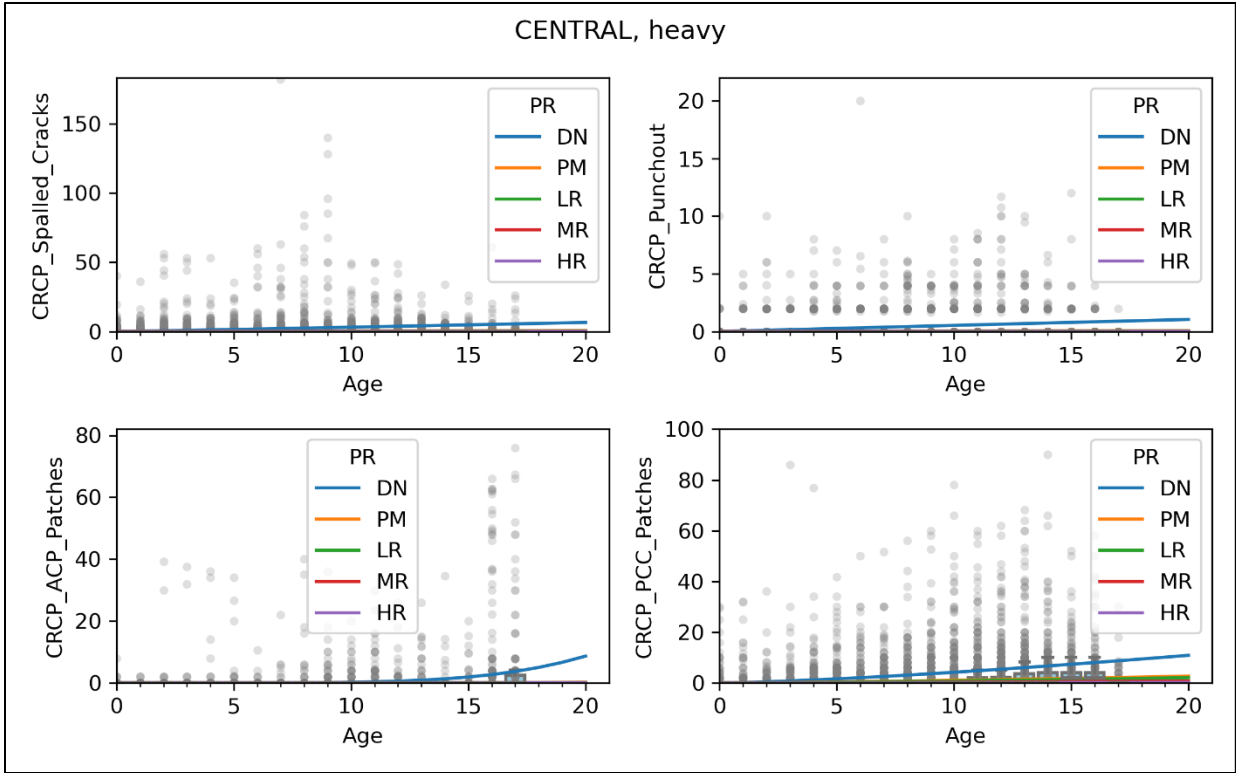 CENTRAL, heavy
CRCP_Spalled_Cracks
150
100
50
0
0 5 10 15 20
Age
PR
DN
PM
LR
MR
HR
CRCP_Punchout
20
15
10
5
0
0 5 10 15 20
Age
PR
DN
PM
LR
MR
HR
CRCP_ACP_Patches
80
60
40
20
0
0 5 10 15 20
Age
PR
DN
PM
LR
MR
HR
CRCP_PCC_Patches
100
80
60
40
20
0
0 5 10 15 20
Age
PR
DN
PM
LR
MR
HR